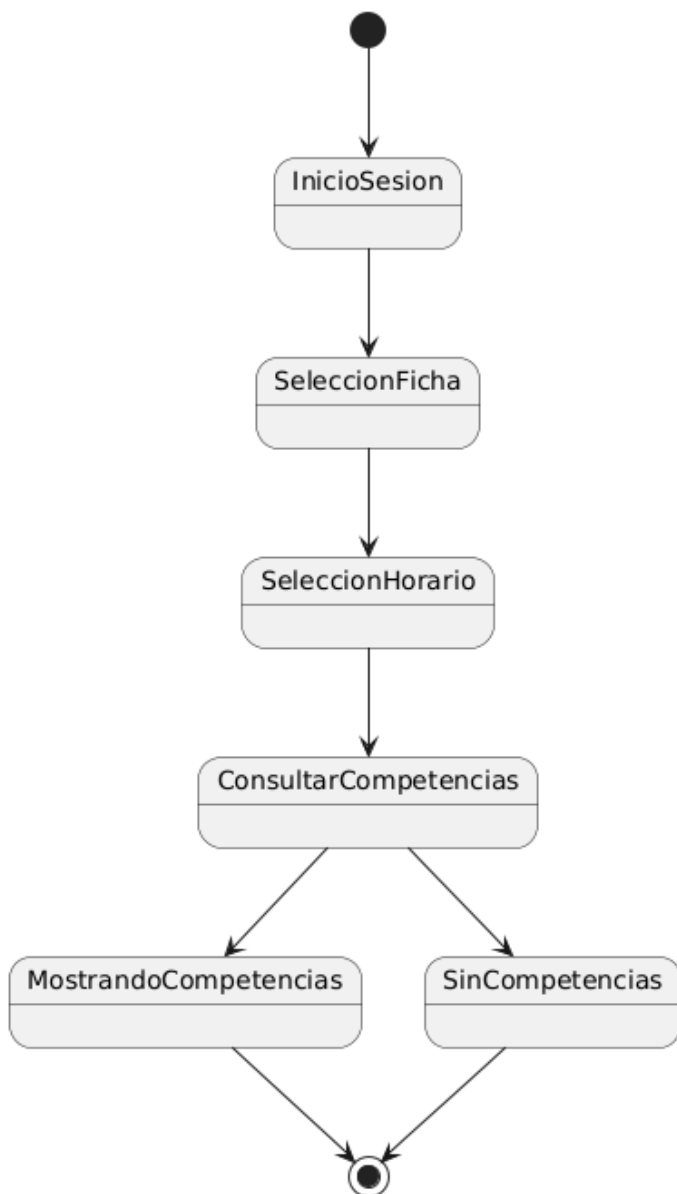 InicioSesion
SeleccionFicha
SeleccionHorario
ConsultarCompetencias
MostrandoCompetencias
SinCompetencias